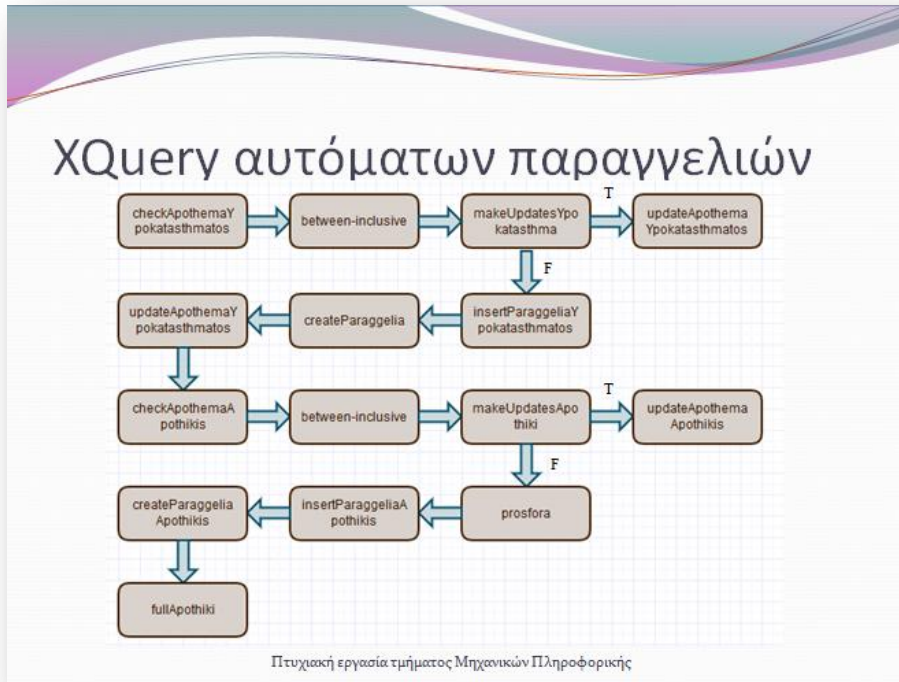 XQuery αυτόματων παραγγελιών
checkApothemaY
pokatasthmatos
between-inclusive
makeUpdatesYpo
katasthma
T
updateApothema
Ypokatasthmatos
F
updateApothemaY
pokatasthmatos
createParaggelia
insertParaggeliaY
pokatasthmatos
checkApothemaA
pothikis
between-inclusive
makeUpdatesApo
thiki
T
updateApothema
Apothikis
F
createParaggelia
Apothikis
insertParaggeliaA
pothikis
prosfora
fullApothiki
Πτυχιακή εργασία τμήματος Μηχανικών Πληροφορικής